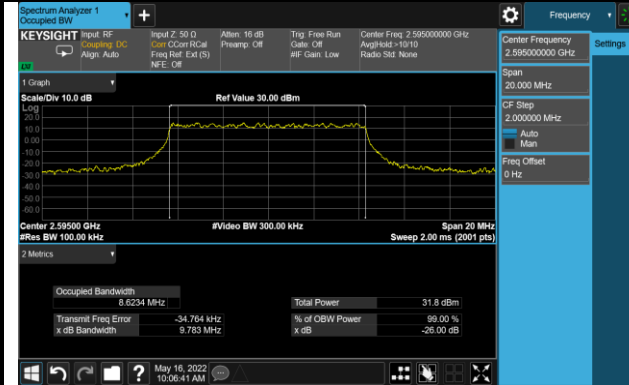 Spectrum Analyzer 1
Occupied BW
Frequency
KEYSIGHT
Input: RF
Coupling: DC
Align: Auto
Input Z: 50 Ω
Corr CCorr RCal
Freq Ref: Ext (S)
NFE: Off
Atten: 16 dB
Preamp: Off
Trig: Free Run
Gate: Off
#IF Gain: Low
Center Freq: 2.595000000 GHz
Avg|Hold:>10/10
Radio Std: None
LXI
1 Graph
Scale/Div 10.0 dB
Ref Value 30.00 dBm
Log
20.0
10.0
0.00
-10.0
-20.0
-30.0
-40.0
-50.0
-60.0
Center 2.59500 GHz
#Video BW 300.00 kHz
Span 20 MHz
#Res BW 100.00 kHz
Sweep 2.00 ms (2001 pts)
2 Metrics
Occupied Bandwidth
8.6234 MHz
Total Power
31.8 dBm
Transmit Freq Error
-34.764 kHz
% of OBW Power
99.00 %
x dB Bandwidth
9.783 MHz
x dB
-26.00 dB
May 16, 2022
10:06:41 AM
Center Frequency
2.595000000 GHz
Settings
Span
20.000 MHz
CF Step
2.000000 MHz
Auto
Man
Freq Offset
0 Hz